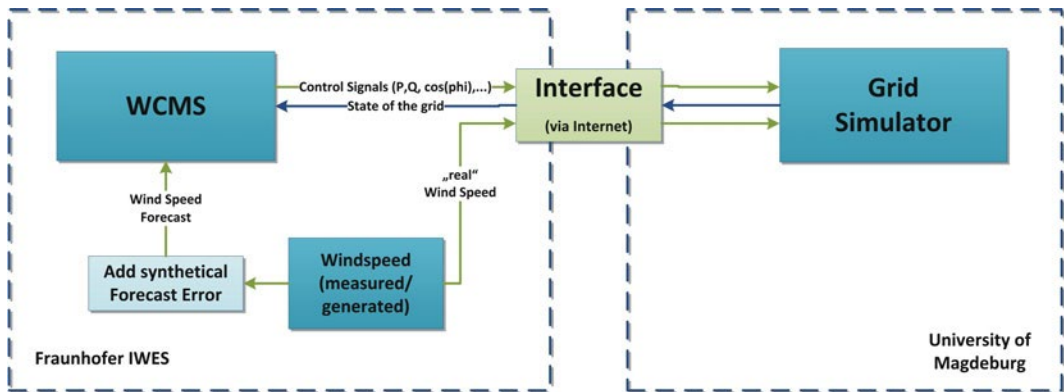 WCMS
Control Signals (P,Q, cos(phi),...)
State of the grid
Interface
(via Internet)
Grid
Simulator
„real“
Wind Speed
Wind Speed
Forecast
Add synthetical
Forecast Error
Windspeed
(measured/
generated)
Fraunhofer IWES
University of
Magdeburg